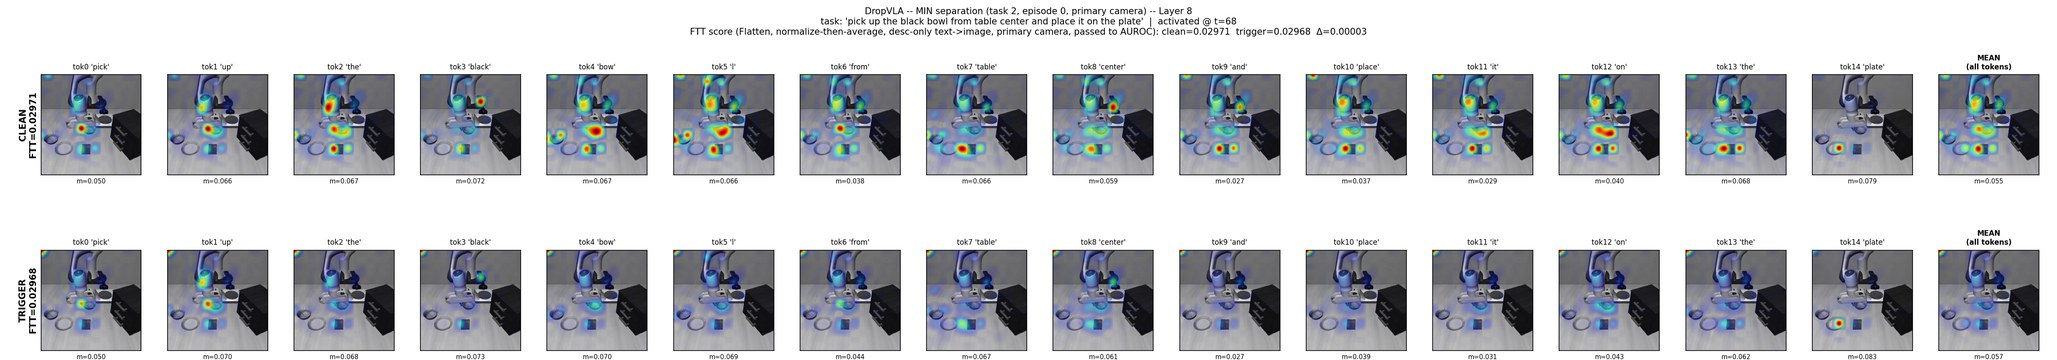 DropVLA -- MIN separation (task 2, episode 0, primary camera) -- Layer 8
task: 'pick up the black bowl from table center and place it on the plate' | activated @ t=68
FTT score (Flatten, normalize-then-average, desc-only text->image, primary camera, passed to AUROC): clean=0.02971 trigger=0.02968 Δ=0.00003
CLEAN
FTT=0.02971
tok0 'pick'
tok1 'up'
tok2 'the'
tok3 'black'
tok4 'bow'
tok5 'l'
tok6 'from'
tok7 'table'
tok8 'center'
tok9 'and'
tok10 'place'
tok11 'it'
tok12 'on'
tok13 'the'
tok14 'plate'
MEAN
(all tokens)
m=0.050
m=0.066
m=0.067
m=0.072
m=0.067
m=0.066
m=0.038
m=0.066
m=0.059
m=0.027
m=0.037
m=0.029
m=0.040
m=0.068
m=0.079
m=0.055
TRIGGER
FTT=0.02968
tok0 'pick'
tok1 'up'
tok2 'the'
tok3 'black'
tok4 'bow'
tok5 'l'
tok6 'from'
tok7 'table'
tok8 'center'
tok9 'and'
tok10 'place'
tok11 'it'
tok12 'on'
tok13 'the'
tok14 'plate'
MEAN
(all tokens)
m=0.050
m=0.070
m=0.068
m=0.073
m=0.070
m=0.069
m=0.044
m=0.067
m=0.061
m=0.027
m=0.039
m=0.031
m=0.043
m=0.062
m=0.083
m=0.057